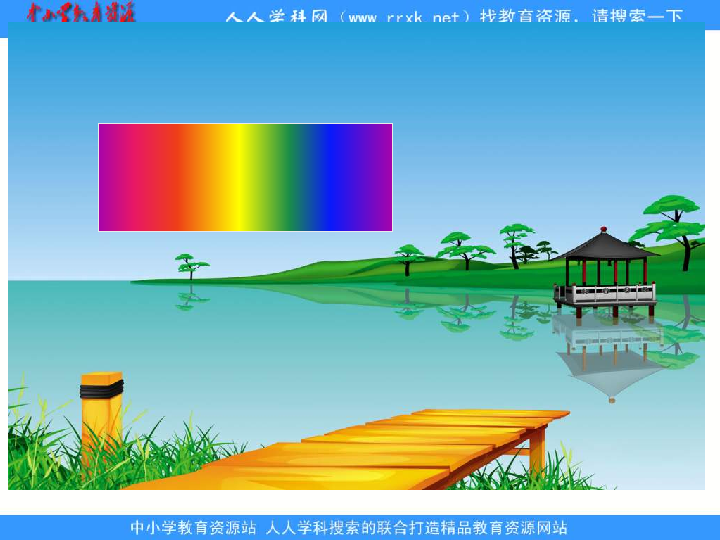 中小学教育资源
人人学科网（www.rrxk.net）找教育资源，请搜索一下
中小学教育资源站 人人学科搜索的联合打造精品教育资源网站